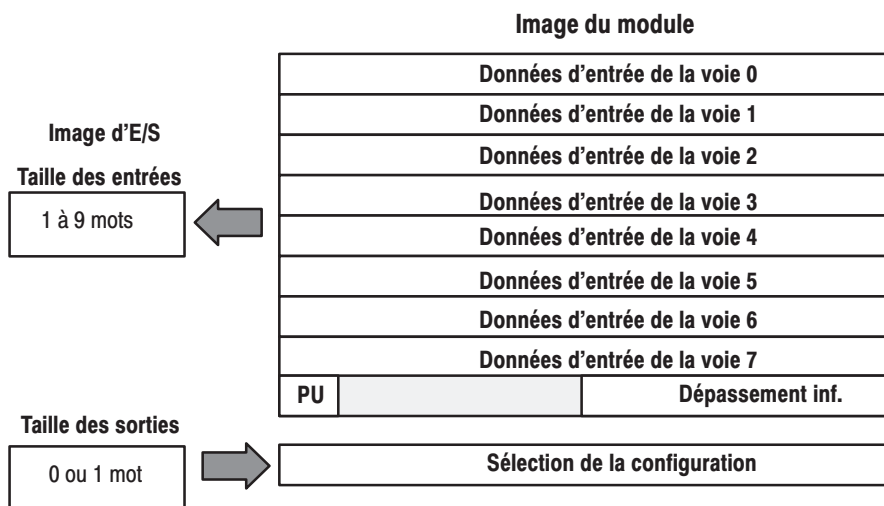 Image du module
Données d'entrée de la voie 0
Données d'entrée de la voie 1
Image d'E/S
Données d'entrée de la voie 2
Taille des entrées
Données d'entrée de la voie 3
1 à 9 mots
Données d'entrée de la voie 4
Données d'entrée de la voie 5
Données d'entrée de la voie 6
Données d'entrée de la voie 7
PU
Dépassement inf.
Taille des sorties
0 ou 1 mot
Sélection de la configuration